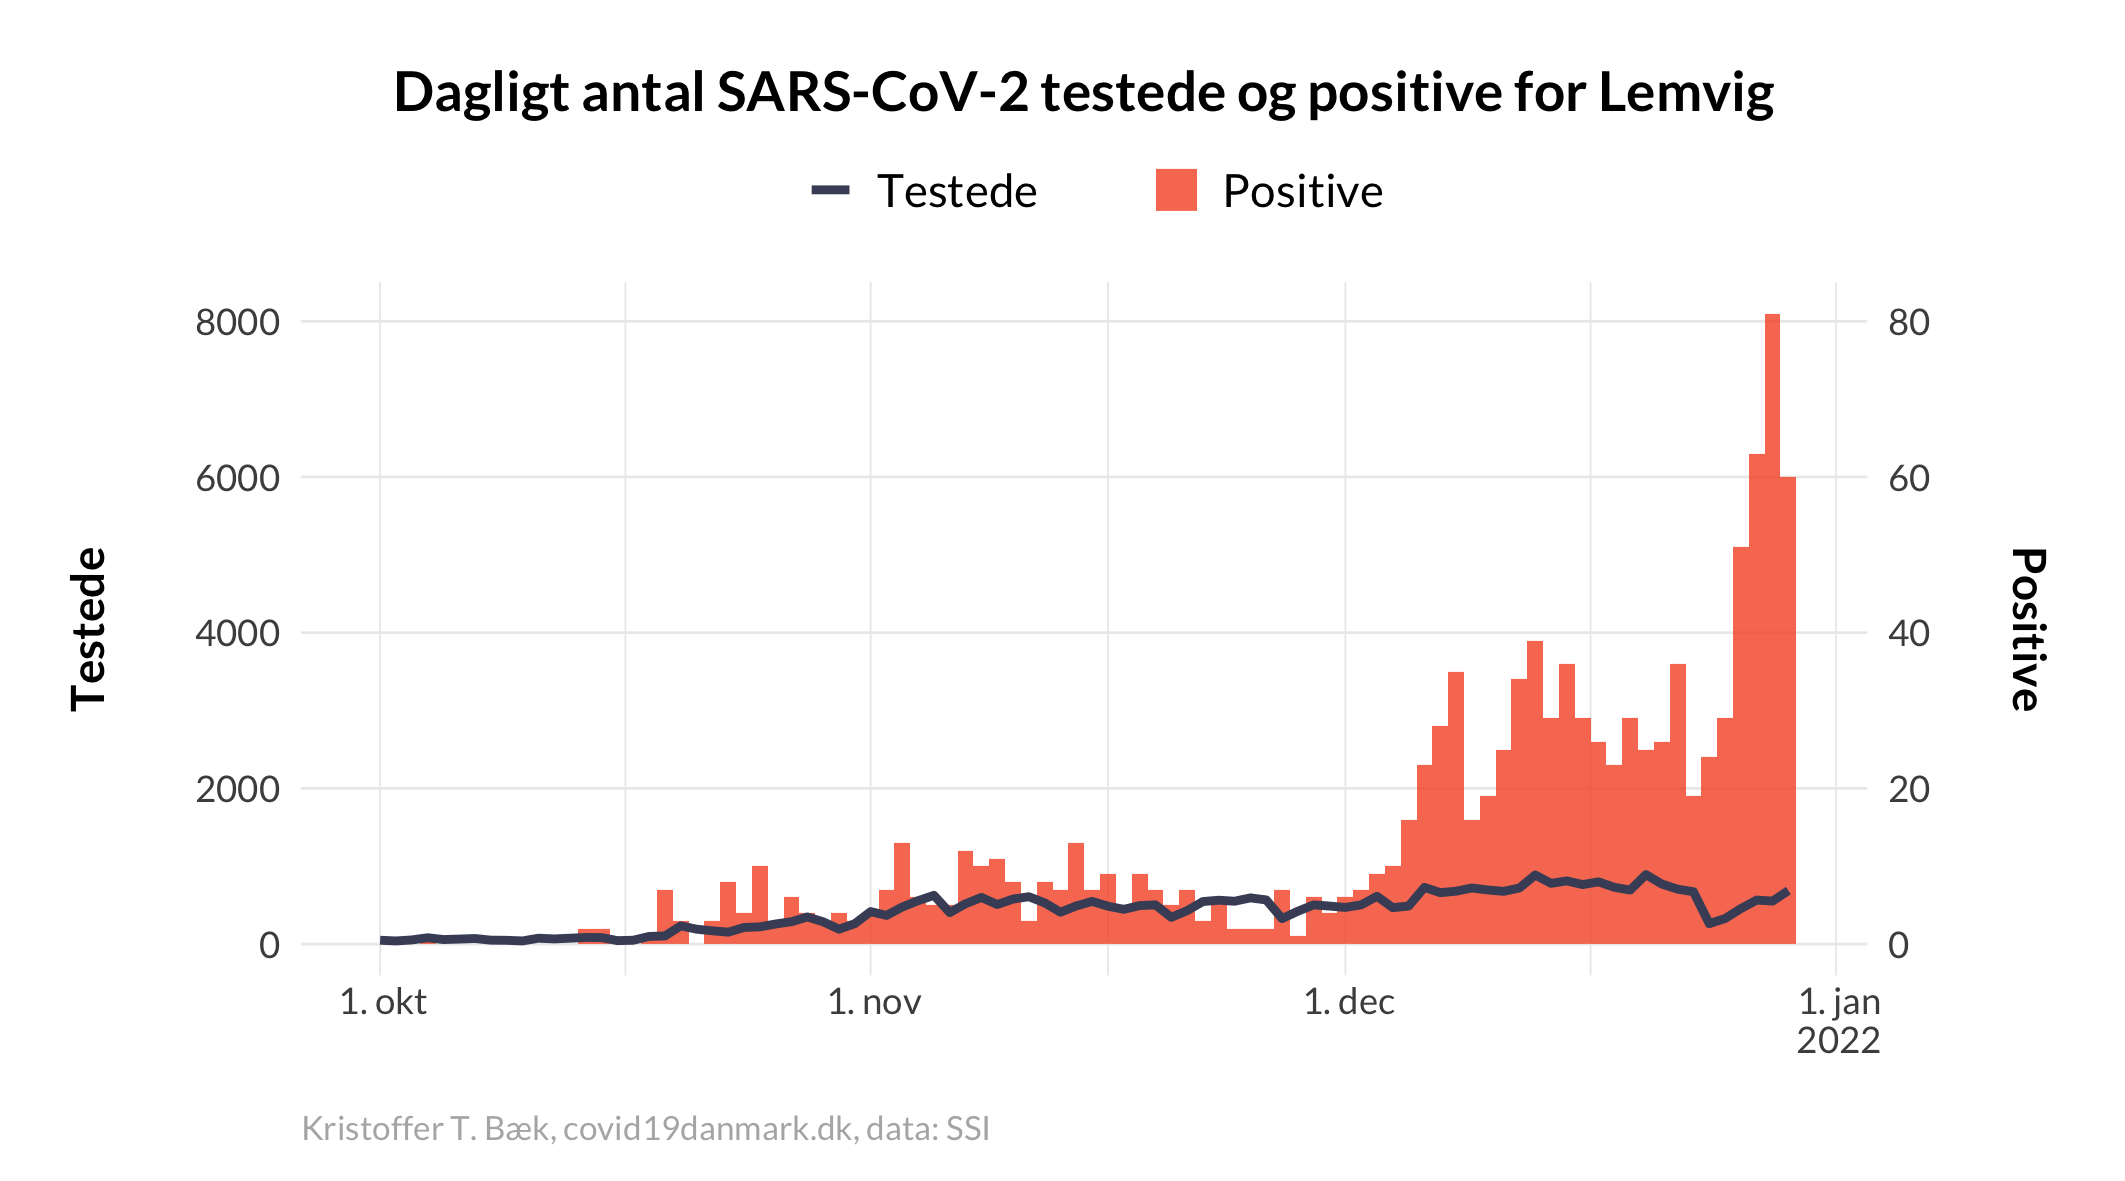 Dagligt antal SARS-CoV-2 testede og positive for Lemvig
Testede
Positive
8000
6000
4000
2000
0
80
60
40
20
0
Testede
Positive
1. okt
1. nov
1. dec
1. jan
2022
Kristoffer T. Bæk, covid19danmark.dk, data: SSI